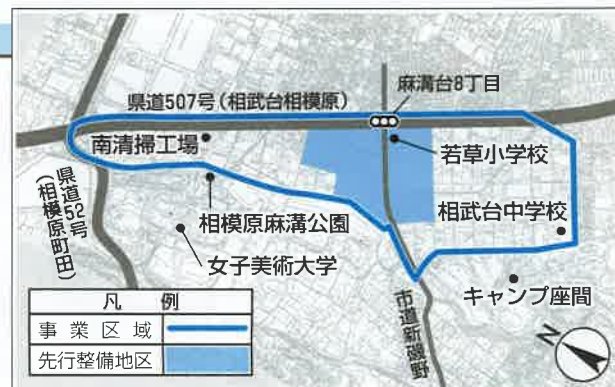 県道507号(相武台相模原)
麻溝台8丁目
南清掃工場
若草小学校
県道52号
(相模原町田)
相模原麻溝公園
相武台中学校
女子美術大学
キャンプ座間
市道新磯野
凡 例
事 業 区 域
先行整備地区
N